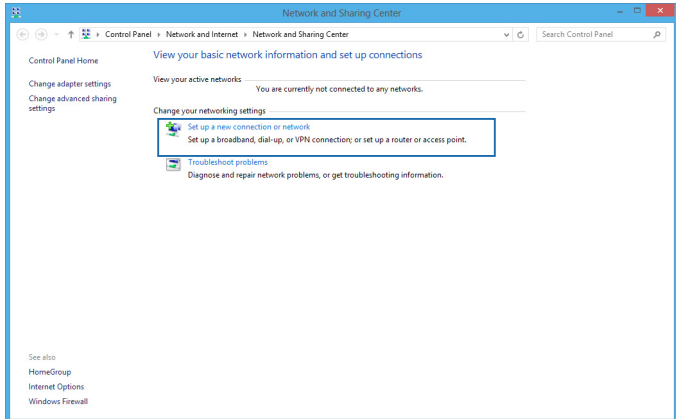 Network and Sharing Center
Control Panel ▸ Network and Internet ▸ Network and Sharing Center
Search Control Panel
Control Panel Home
Change adapter settings
Change advanced sharing
settings
View your basic network information and set up connections
View your active networks
You are currently not connected to any networks.
Change your networking settings
Set up a new connection or network
Set up a broadband, dial-up, or VPN connection; or set up a router or access point.
Troubleshoot problems
Diagnose and repair network problems, or get troubleshooting information.
See also
HomeGroup
Internet Options
Windows Firewall